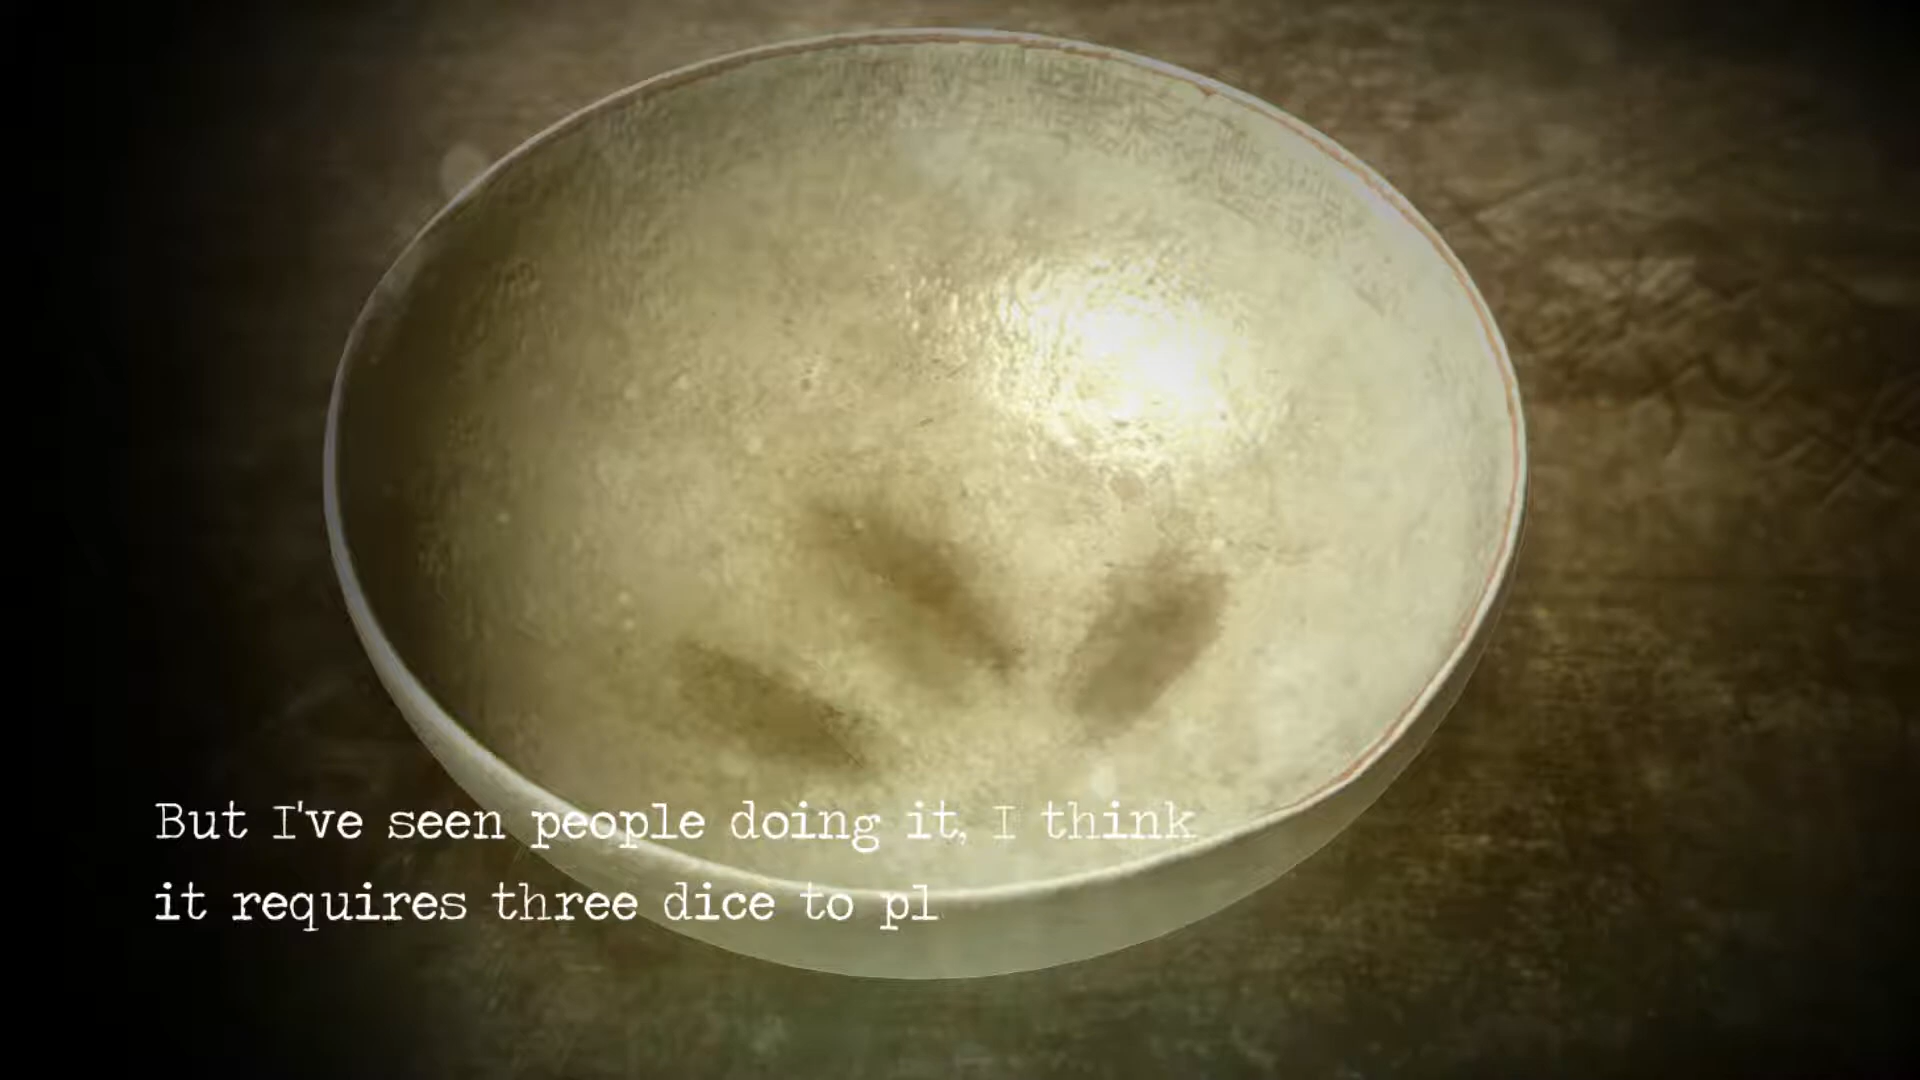 But I've seen people doing it, I think
it requires three dice to pl